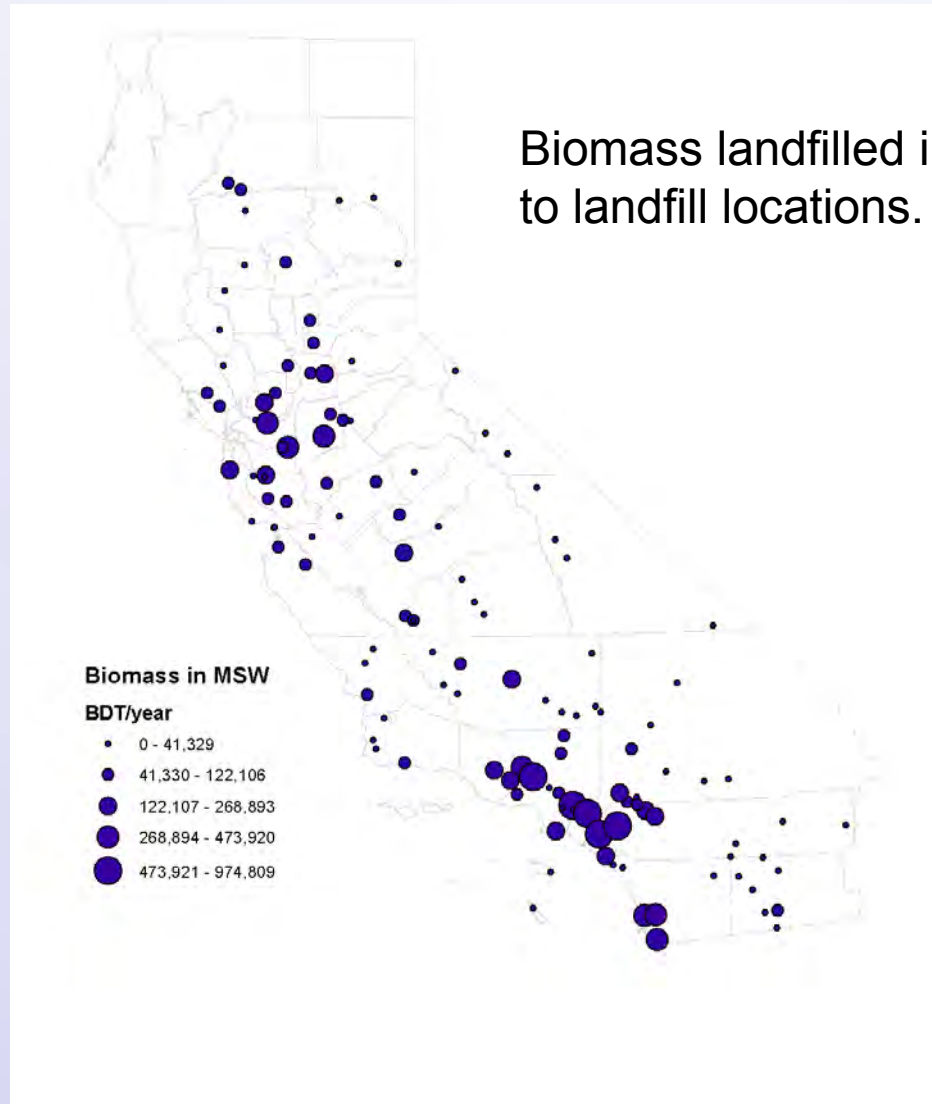 Biomass landfilled i
to landfill locations.
Biomass in MSW
BDT/year
0 - 41,329
41,330 - 122,106
122,107 - 268,893
268,894 - 473,920
473,921 - 974,809